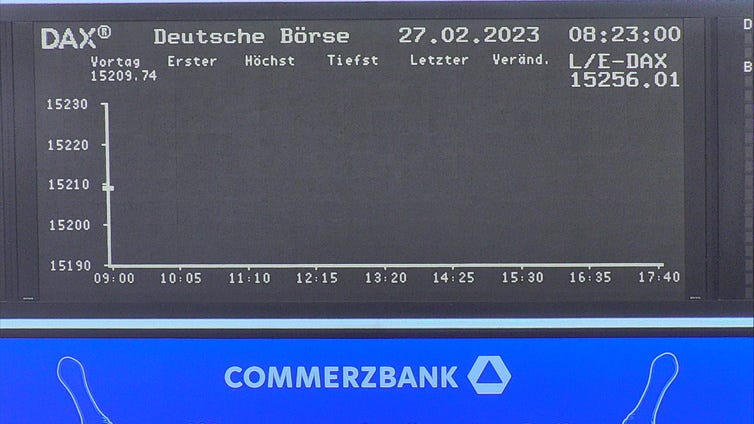 DAX® Deutsche Börse 27.02.2023 08:23:00
Vortag Erster Höchst Tiefst Letzter Veränd. L/E-DAX
15209.74 15256.01
15230
15220
15210
15200
15190
09:00 10:05 11:10 12:15 13:20 14:25 15:30 16:35 17:40
COMMERZBANK
D
B